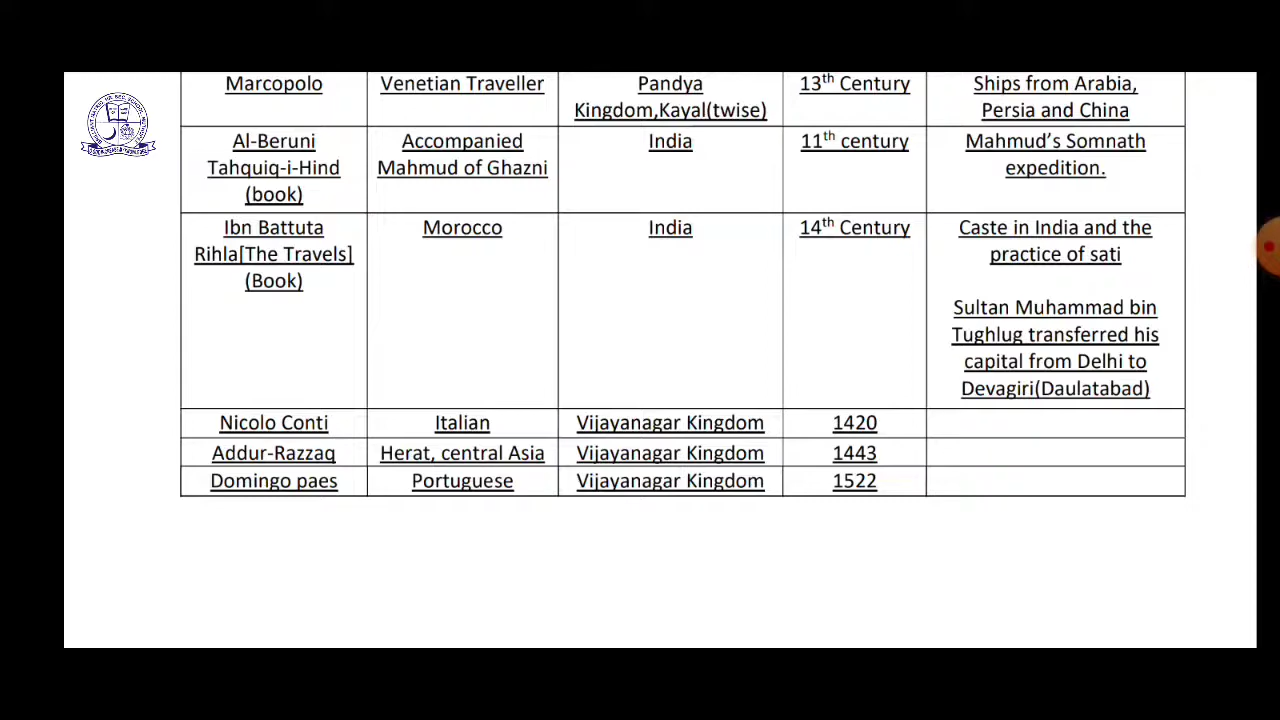 Marcopolo Venetian Traveller Pandya 13th Century Ships from Arabia,
Kingdom,Kayal(twise) Persia and China
Al-Beruni Accompanied India 11th century Mahmud’s Somnath
Tahquiq-i-Hind Mahmud of Ghazni expedition.
(book)
Ibn Battuta Morocco India 14th Century Caste in India and the
Rihla[The Travels] practice of sati
(Book)
Sultan Muhammad bin
Tughlug transferred his
capital from Delhi to
Devagiri(Daulatabad)
Nicolo Conti Italian Vijayanagar Kingdom 1420
Addur-Razzaq Herat, central Asia Vijayanagar Kingdom 1443
Domingo paes Portuguese Vijayanagar Kingdom 1522